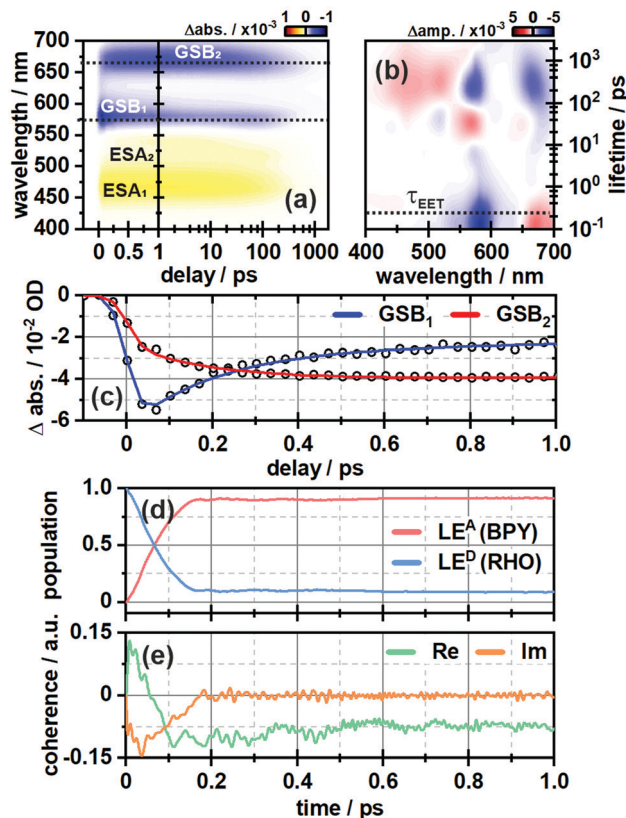 Δabs. / x10⁻³ 1 0 -1
Δamp. / x10⁻³ 5 0 -5
700
650
600
550
500
450
400
wavelength / nm
GSB₂
GSB₁
ESA₂
ESA₁
(a)
0 0.5 1 10 100 1000
delay / ps
(b)
τEET
10³
10²
10¹
10⁰
10⁻¹
lifetime / ps
400 500 600 700
wavelength / nm
0
-2
-4
-6
Δ abs. / 10⁻² OD
(c)
GSB₁ GSB₂
0 0.2 0.4 0.6 0.8 1.0
delay / ps
1.0
0.5
0
population
(d)
LEᴬ (BPY)
LEᴰ (RHO)
0.15
0
-0.15
coherence / a.u.
(e)
Re Im
0 0.2 0.4 0.6 0.8 1.0
time / ps